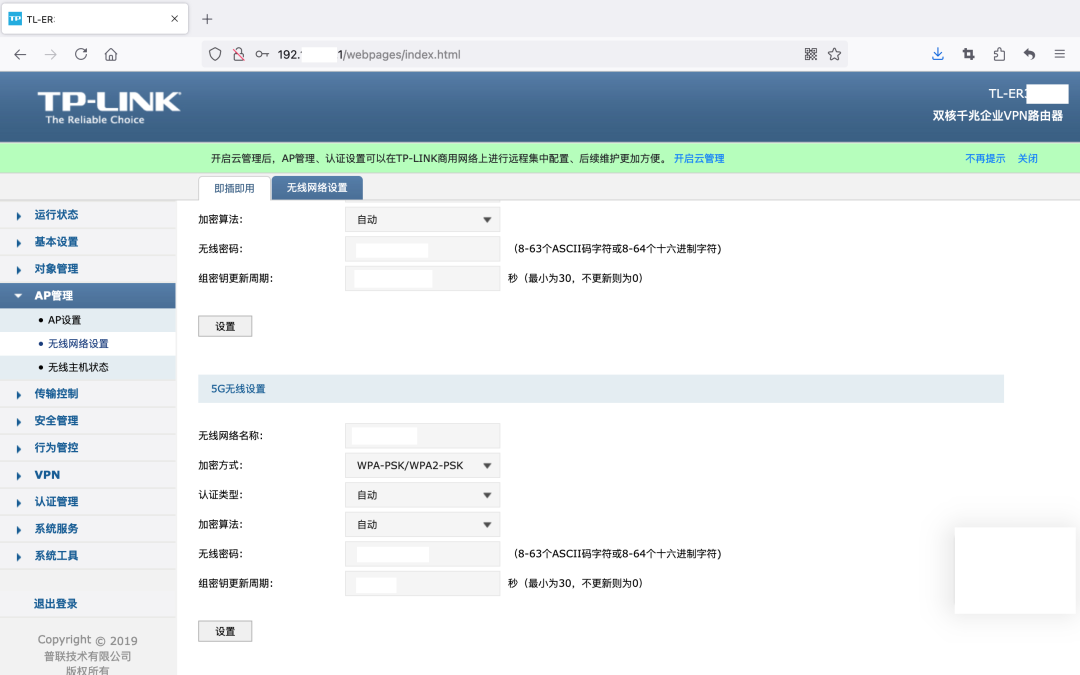 TP TL-ER
192. 1/webpages/index.html
TP-LINK
The Reliable Choice
TL-ER
双核千兆企业VPN路由器
开启云管理后，AP管理、认证设置可以在TP-LINK商用网络上进行远程集中配置、后续维护更加方便。 开启云管理 不再提示 关闭
即插即用 无线网络设置
运行状态
基本设置
对象管理
AP管理
• AP设置
• 无线网络设置
• 无线主机状态
传输控制
安全管理
行为管控
VPN
认证管理
系统服务
系统工具
退出登录
Copyright © 2019
普联技术有限公司
版权所有
加密算法: 自动
无线密码: （8-63个ASCII码字符或8-64个十六进制字符)
组密钥更新周期: 秒（最小为30，不更新则为0）
设置
5G无线设置
无线网络名称:
加密方式: WPA-PSK/WPA2-PSK
认证类型: 自动
加密算法: 自动
无线密码: （8-63个ASCII码字符或8-64个十六进制字符)
组密钥更新周期: 秒（最小为30，不更新则为0）
设置